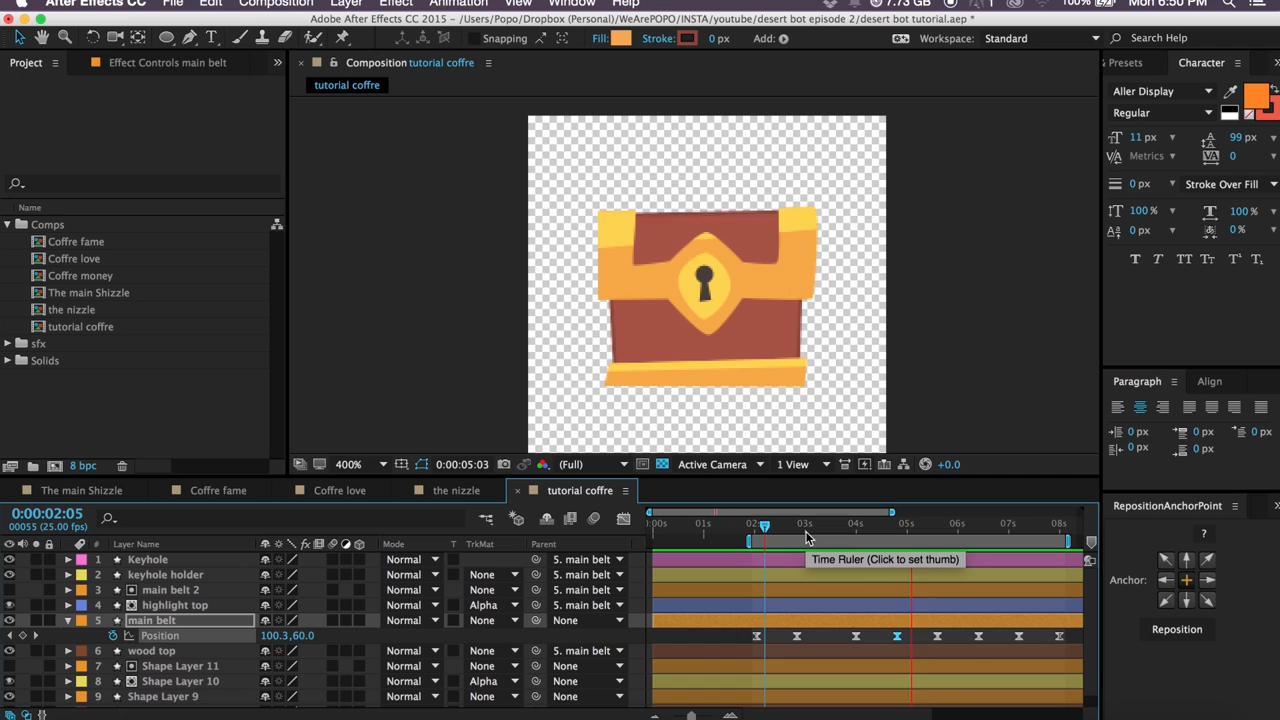 After Effects CC File Edit Composition Layer Effect Animation View Window Help 7.73 GB 1 100% Mon 6:50 PM
Adobe After Effects CC 2015 - /Users/Popo/Dropbox (Personal)/WeArePOPO/INSTA/youtube/desert bot episode 2/desert bot tutorial.aep *
Snapping Fill: Stroke: 0 px Add: Workspace: Standard Search Help
Project Effect Controls main belt Composition tutorial coffre Presets Character
tutorial coffre
Aller Display
Regular
11 px 99 px
Metrics 0
0 px Stroke Over Fill
100 % 100 %
0 px 0 %
T T TT Tt T¹ T₁
Name
Comps
Coffre fame
Coffre love
Coffre money
The main Shizzle
the nizzle
tutorial coffre
sfx
Solids
Paragraph Align
0 px 0 px 0 px
0 px 0 px
8 bpc 400% 0:00:05:03 (Full) Active Camera 1 View +0.0
The main Shizzle Coffre fame Coffre love the nizzle tutorial coffre
RepositionAnchorPoint
?
Anchor:
Reposition
0:00:02:05
00055 (25.00 fps)
:00s 01s 02s 03s 04s 05s 06s 07s 08s
# Layer Name Mode T TrkMat Parent
Time Ruler (Click to set thumb)
1 Keyhole Normal 5. main belt
2 keyhole holder Normal None 5. main belt
3 main belt 2 Normal None 5. main belt
4 highlight top Normal Alpha 5. main belt
5 main belt Normal None None
Position 100.3,60.0
6 wood top Normal None 5. main belt
7 Shape Layer 11 Normal None None
8 Shape Layer 10 Normal Alpha None
9 Shape Layer 9 Normal None None